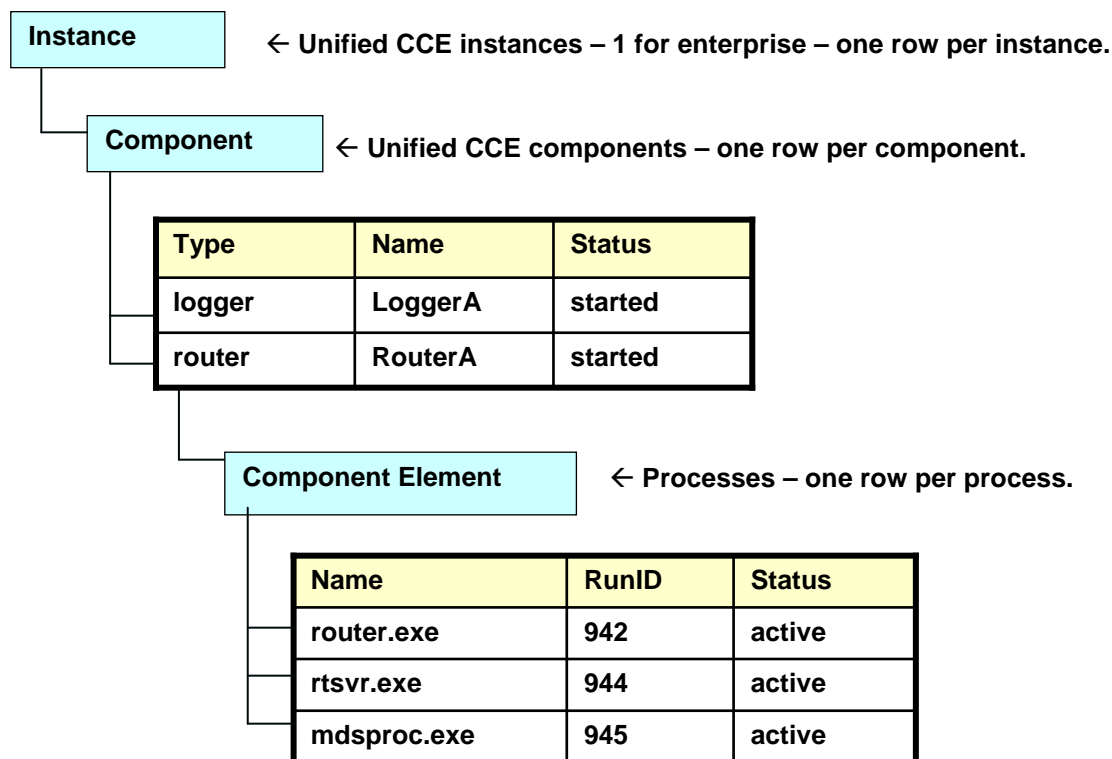 Instance
← Unified CCE instances – 1 for enterprise – one row per instance.
Component
← Unified CCE components – one row per component.
Type Name Status
logger LoggerA started
router RouterA started
Component Element
← Processes – one row per process.
Name RunID Status
router.exe 942 active
rtsvr.exe 944 active
mdsproc.exe 945 active